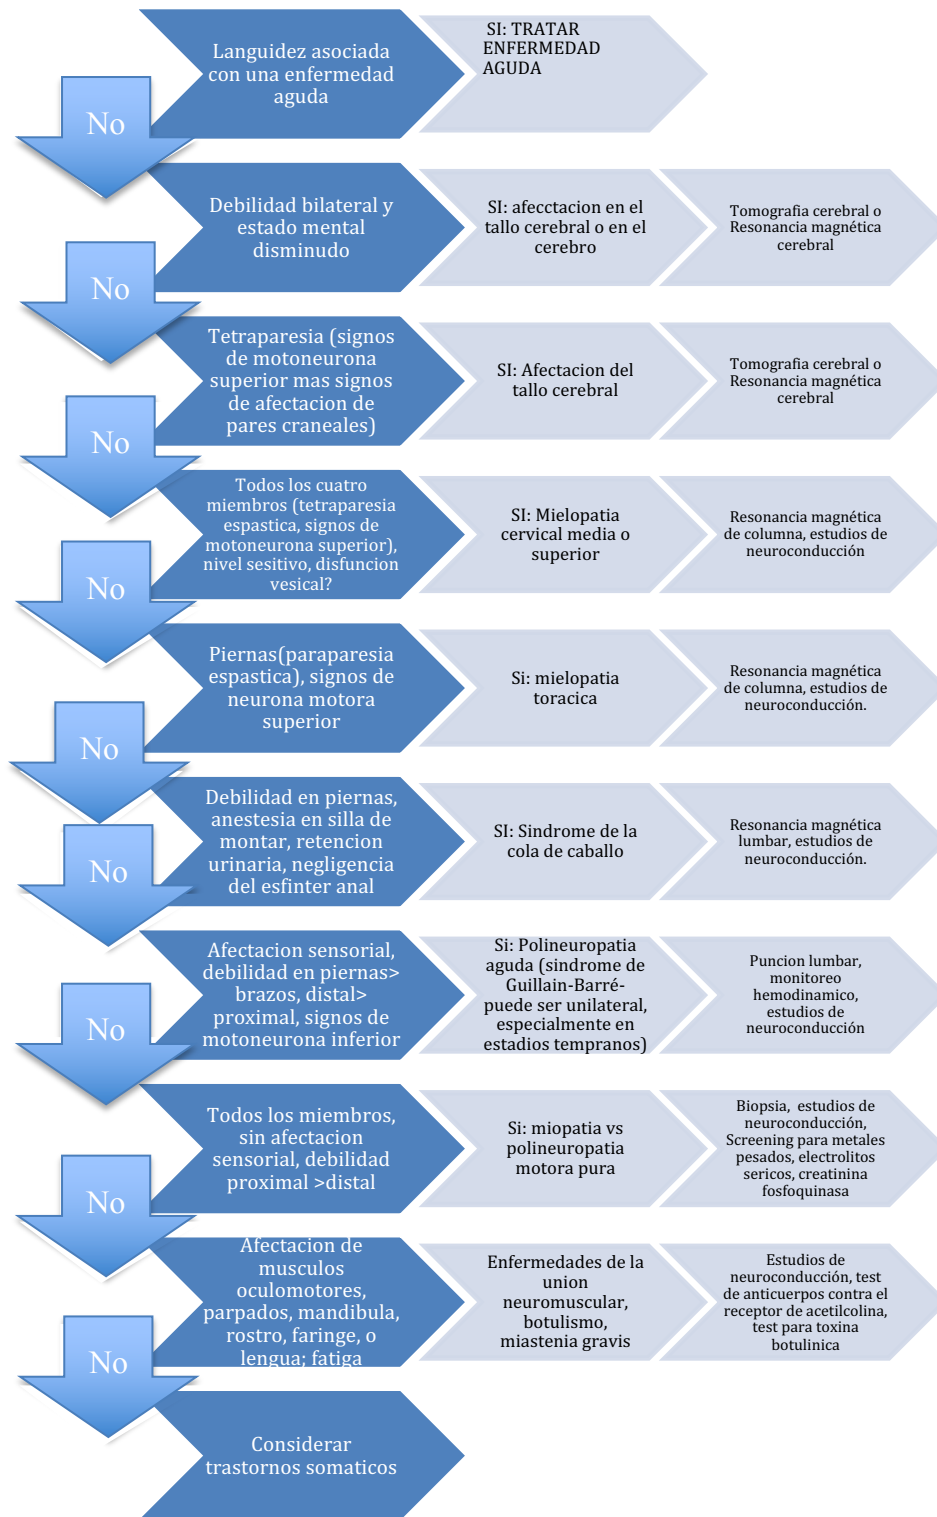 Languidez asociada
con una enfermedad
aguda
SI: TRATAR
ENFERMEDAD
AGUDA
No
Debilidad bilateral y
estado mental
disminudo
SI: afecctacion en el
tallo cerebral o en el
cerebro
Tomografia cerebral o
Resonancia magnética
cerebral
No
Tetraparesia (signos
de motoneurona
superior mas signos
de afectacion de
pares craneales)
SI: Afectacion del
tallo cerebral
Tomografia cerebral o
Resonancia magnética
cerebral
No
Todos los cuatro
miembros (tetraparesia
espastica, signos de
motoneurona superior),
nivel sesitivo, disfuncion
vesical?
SI: Mielopatia
cervical media o
superior
Resonancia magnética
de columna, estudios de
neuroconducción
No
Piernas(paraparesia
espastica), signos de
neurona motora
superior
Si: mielopatia
toracica
Resonancia magnética
de columna, estudios de
neuroconducción.
No
Debilidad en piernas,
anestesia en silla de
montar, retencion
urinaria, negligencia
del esfinter anal
SI: Sindrome de la
cola de caballo
Resonancia magnética
lumbar, estudios de
neuroconducción.
No
Afectacion sensorial,
debilidad en piernas>
brazos, distal>
proximal, signos de
motoneurona inferior
Si: Polineuropatia
aguda (sindrome de
Guillain-Barré-
puede ser unilateral,
especialmente en
estadios tempranos)
Puncion lumbar,
monitoreo
hemodinamico,
estudios de
neuroconducción
No
Todos los miembros,
sin afectacion
sensorial, debilidad
proximal >distal
Si: miopatia vs
polineuropatia
motora pura
Biopsia, estudios de
neuroconducción,
Screening para metales
pesados, electrolitos
sericos, creatinina
fosfoquinasa
No
Afectacion de
musculos
oculomotores,
parpados, mandibula,
rostro, faringe, o
lengua; fatiga
Enfermedades de la
union
neuromuscular,
botulismo,
miastenia gravis
Estudios de
neuroconducción, test
de anticuerpos contra el
receptor de acetilcolina,
test para toxina
botulinica
No
Considerar
trastornos somaticos